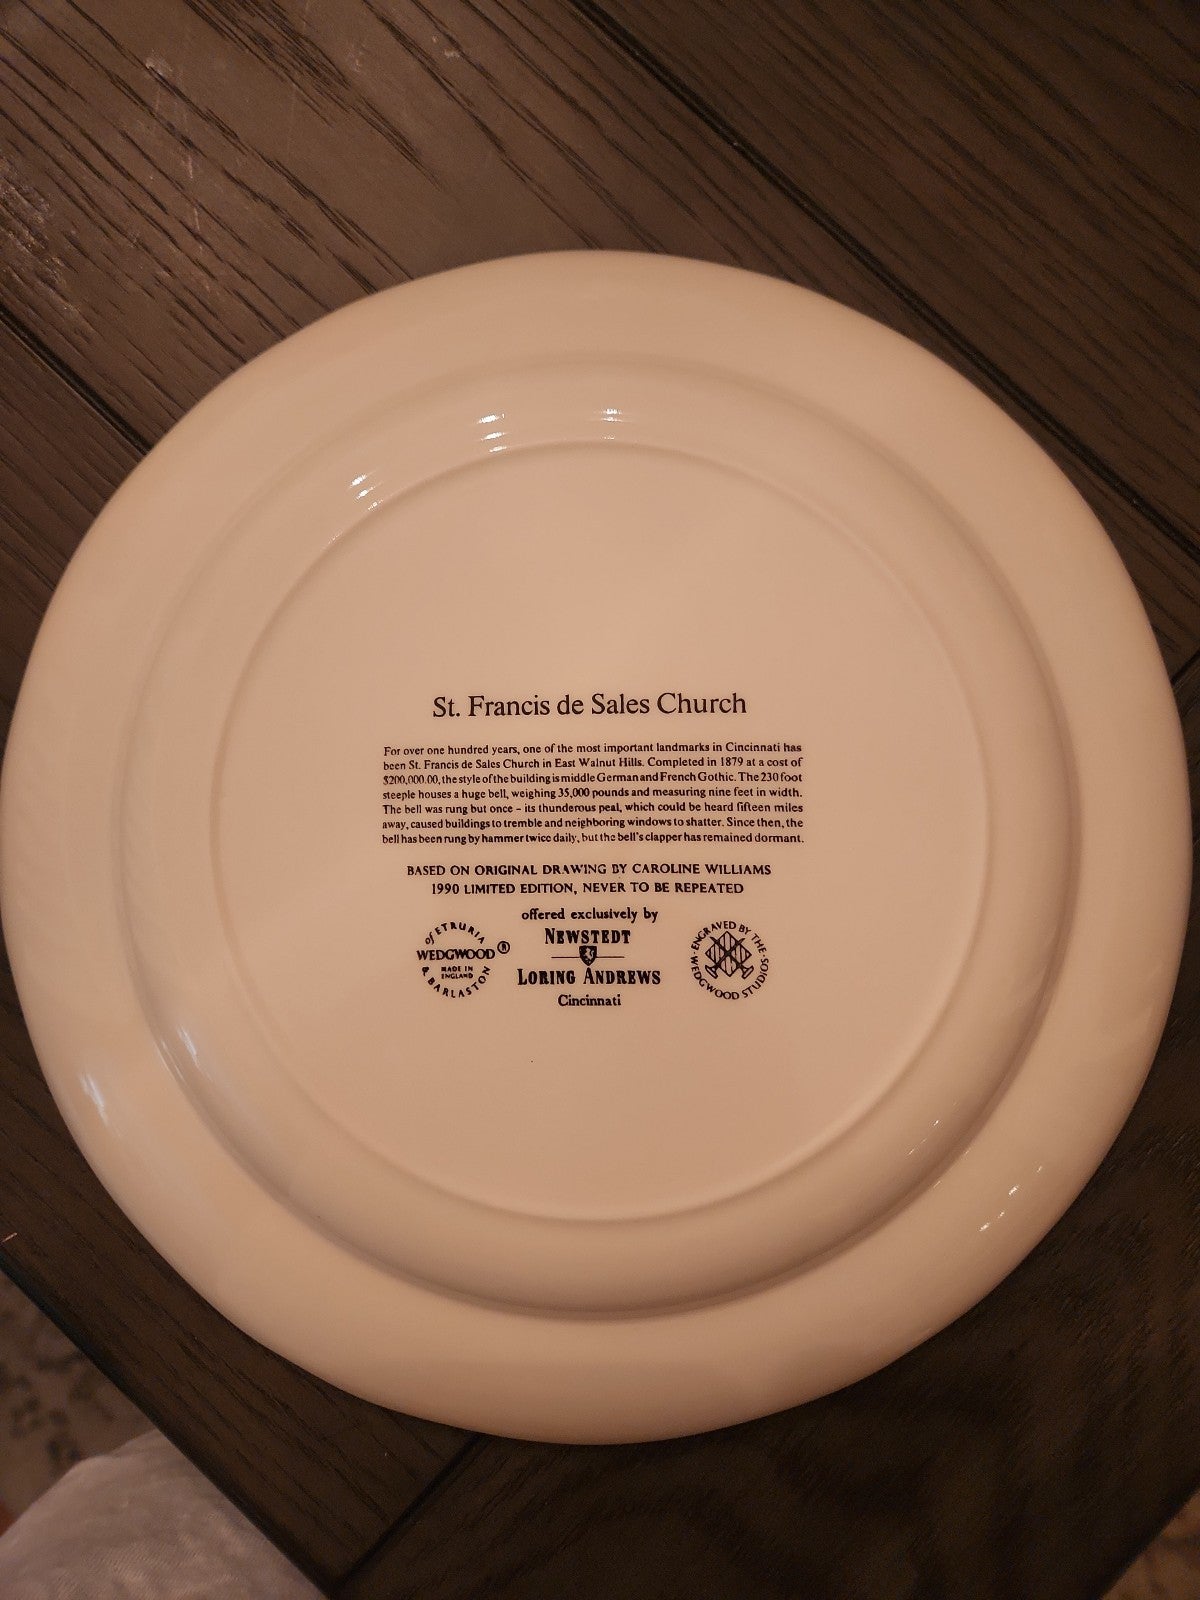 St. Francis de Sales Church
For over one hundred years, one of the most important landmarks in Cincinnati has
been St. Francis de Sales Church in East Walnut Hills. Completed in 1879 at a cost of
$200,000.00, the style of the building is middle German and French Gothic. The 230 foot
steeple houses a huge bell, weighing 35,000 pounds and measuring nine feet in width.
The bell was rung but once – its thunderous peal, which could be heard fifteen miles
away, caused buildings to tremble and neighboring windows to shatter. Since then, the
bell has been rung by hammer twice daily, but the bell's clapper has remained dormant.
BASED ON ORIGINAL DRAWING BY CAROLINE WILLIAMS
1990 LIMITED EDITION, NEVER TO BE REPEATED
offered exclusively by
NEWSTEDT
LORING ANDREWS
Cincinnati
of ETRURIA
WEDGWOOD ®
MADE IN
ENGLAND
& BARLASTON
· ENGRAVED BY THE ·
WEDGWOOD STUDIOS